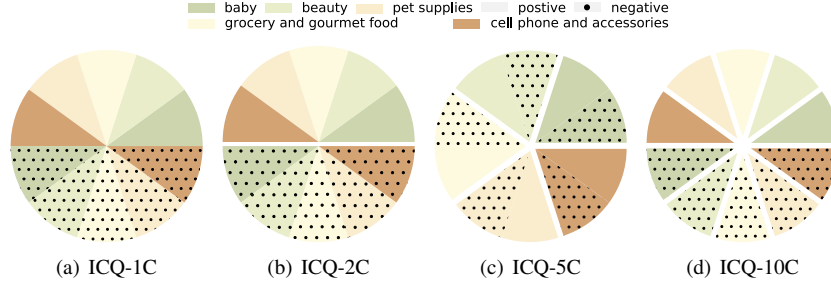 baby beauty pet supplies postive negative
grocery and gourmet food cell phone and accessories
(a) ICQ-1C (b) ICQ-2C (c) ICQ-5C (d) ICQ-10C